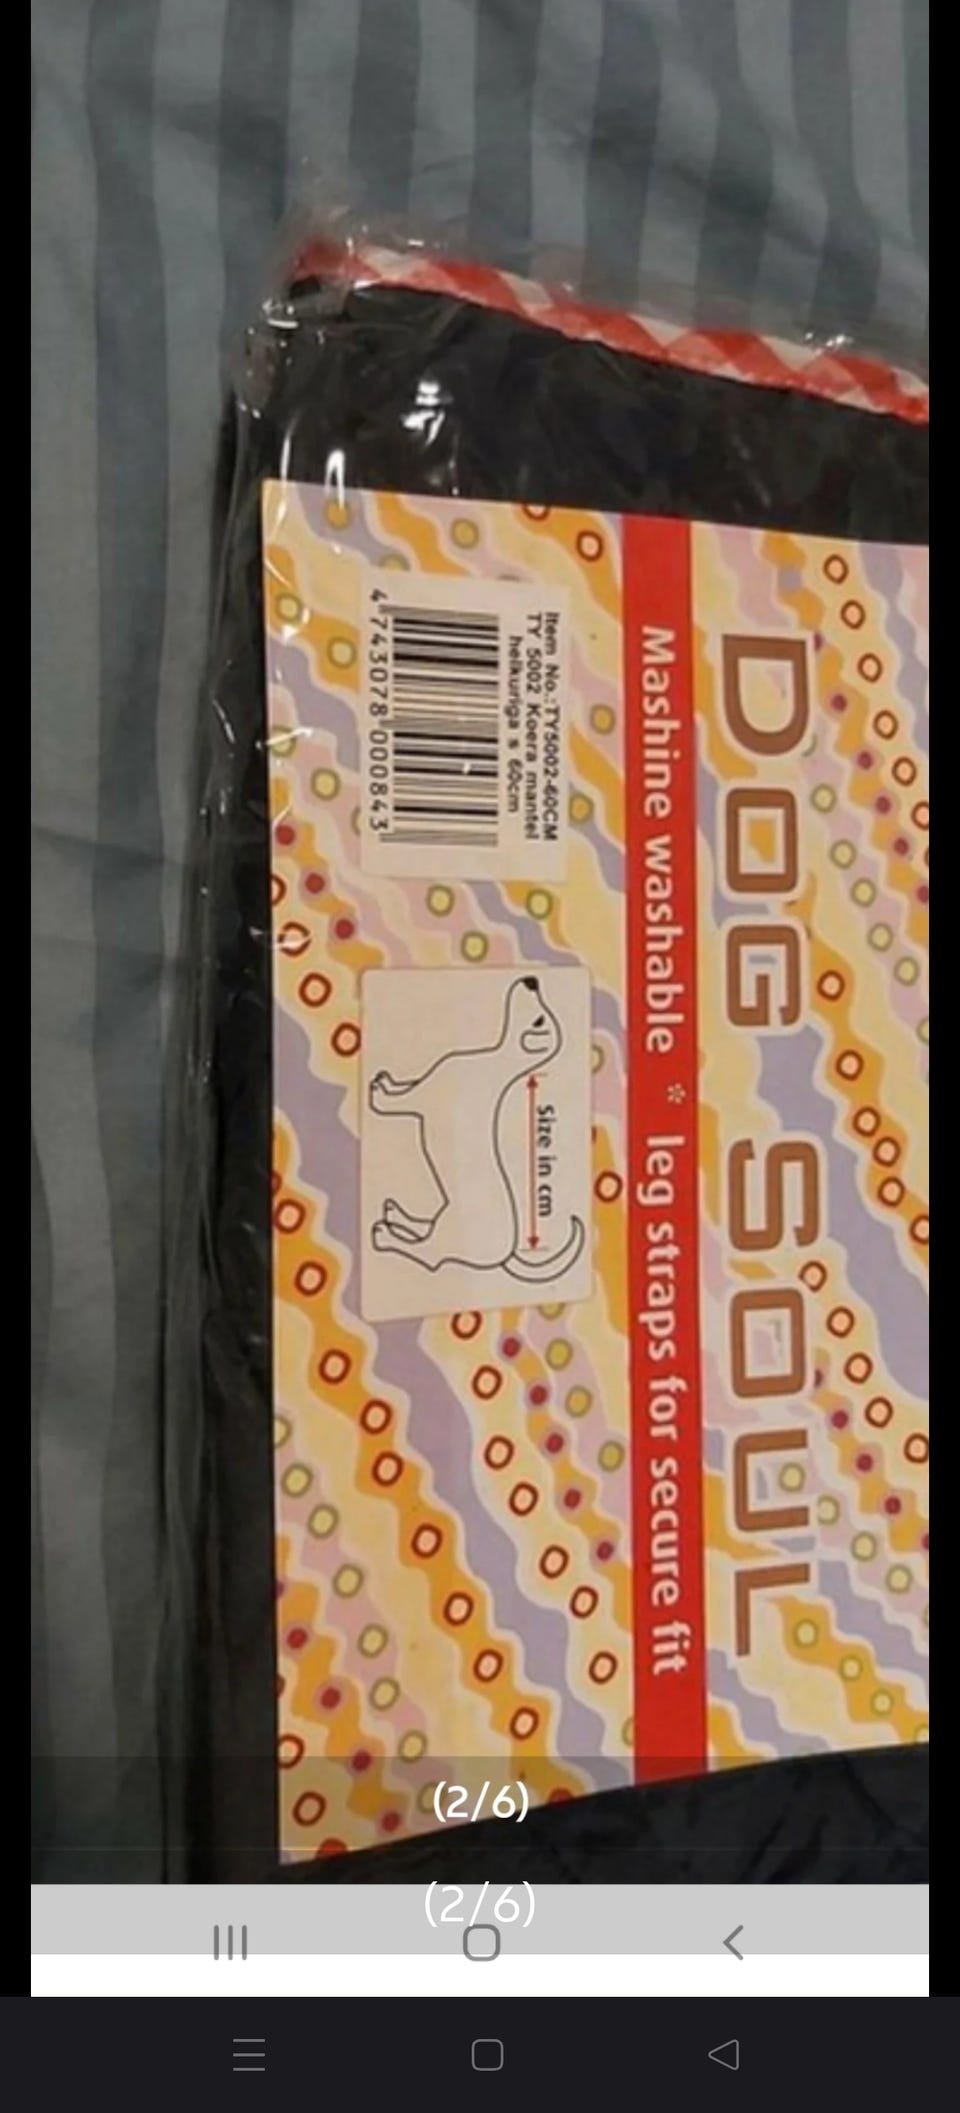 DOG SOUL
Mashine washable * leg straps for secure fit
Item No.:TY5002-60CM
TY 5002 Koera mantel
helkuriga s 60cm
4 743078 000843
Size in cm
(2/6)
(2/6)